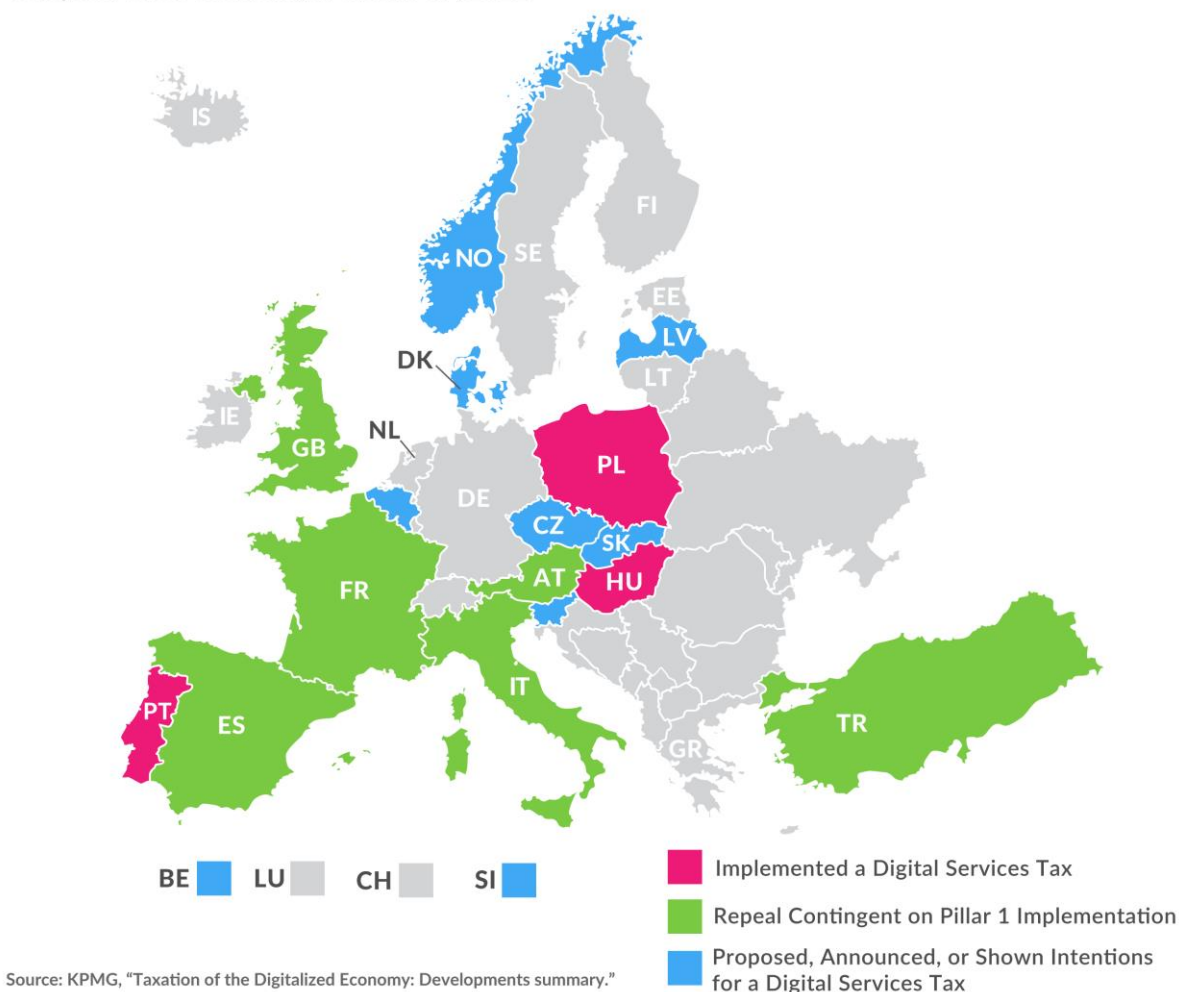 IS
FI
SE
NO
EE
LV
DK
LT
IE
NL
GB
PL
DE
CZ
SK
FR
AT
HU
IT
PT
ES
TR
GR
BE
LU
CH
SI
Implemented a Digital Services Tax
Repeal Contingent on Pillar 1 Implementation
Proposed, Announced, or Shown Intentions
for a Digital Services Tax
Source: KPMG, “Taxation of the Digitalized Economy: Developments summary.”